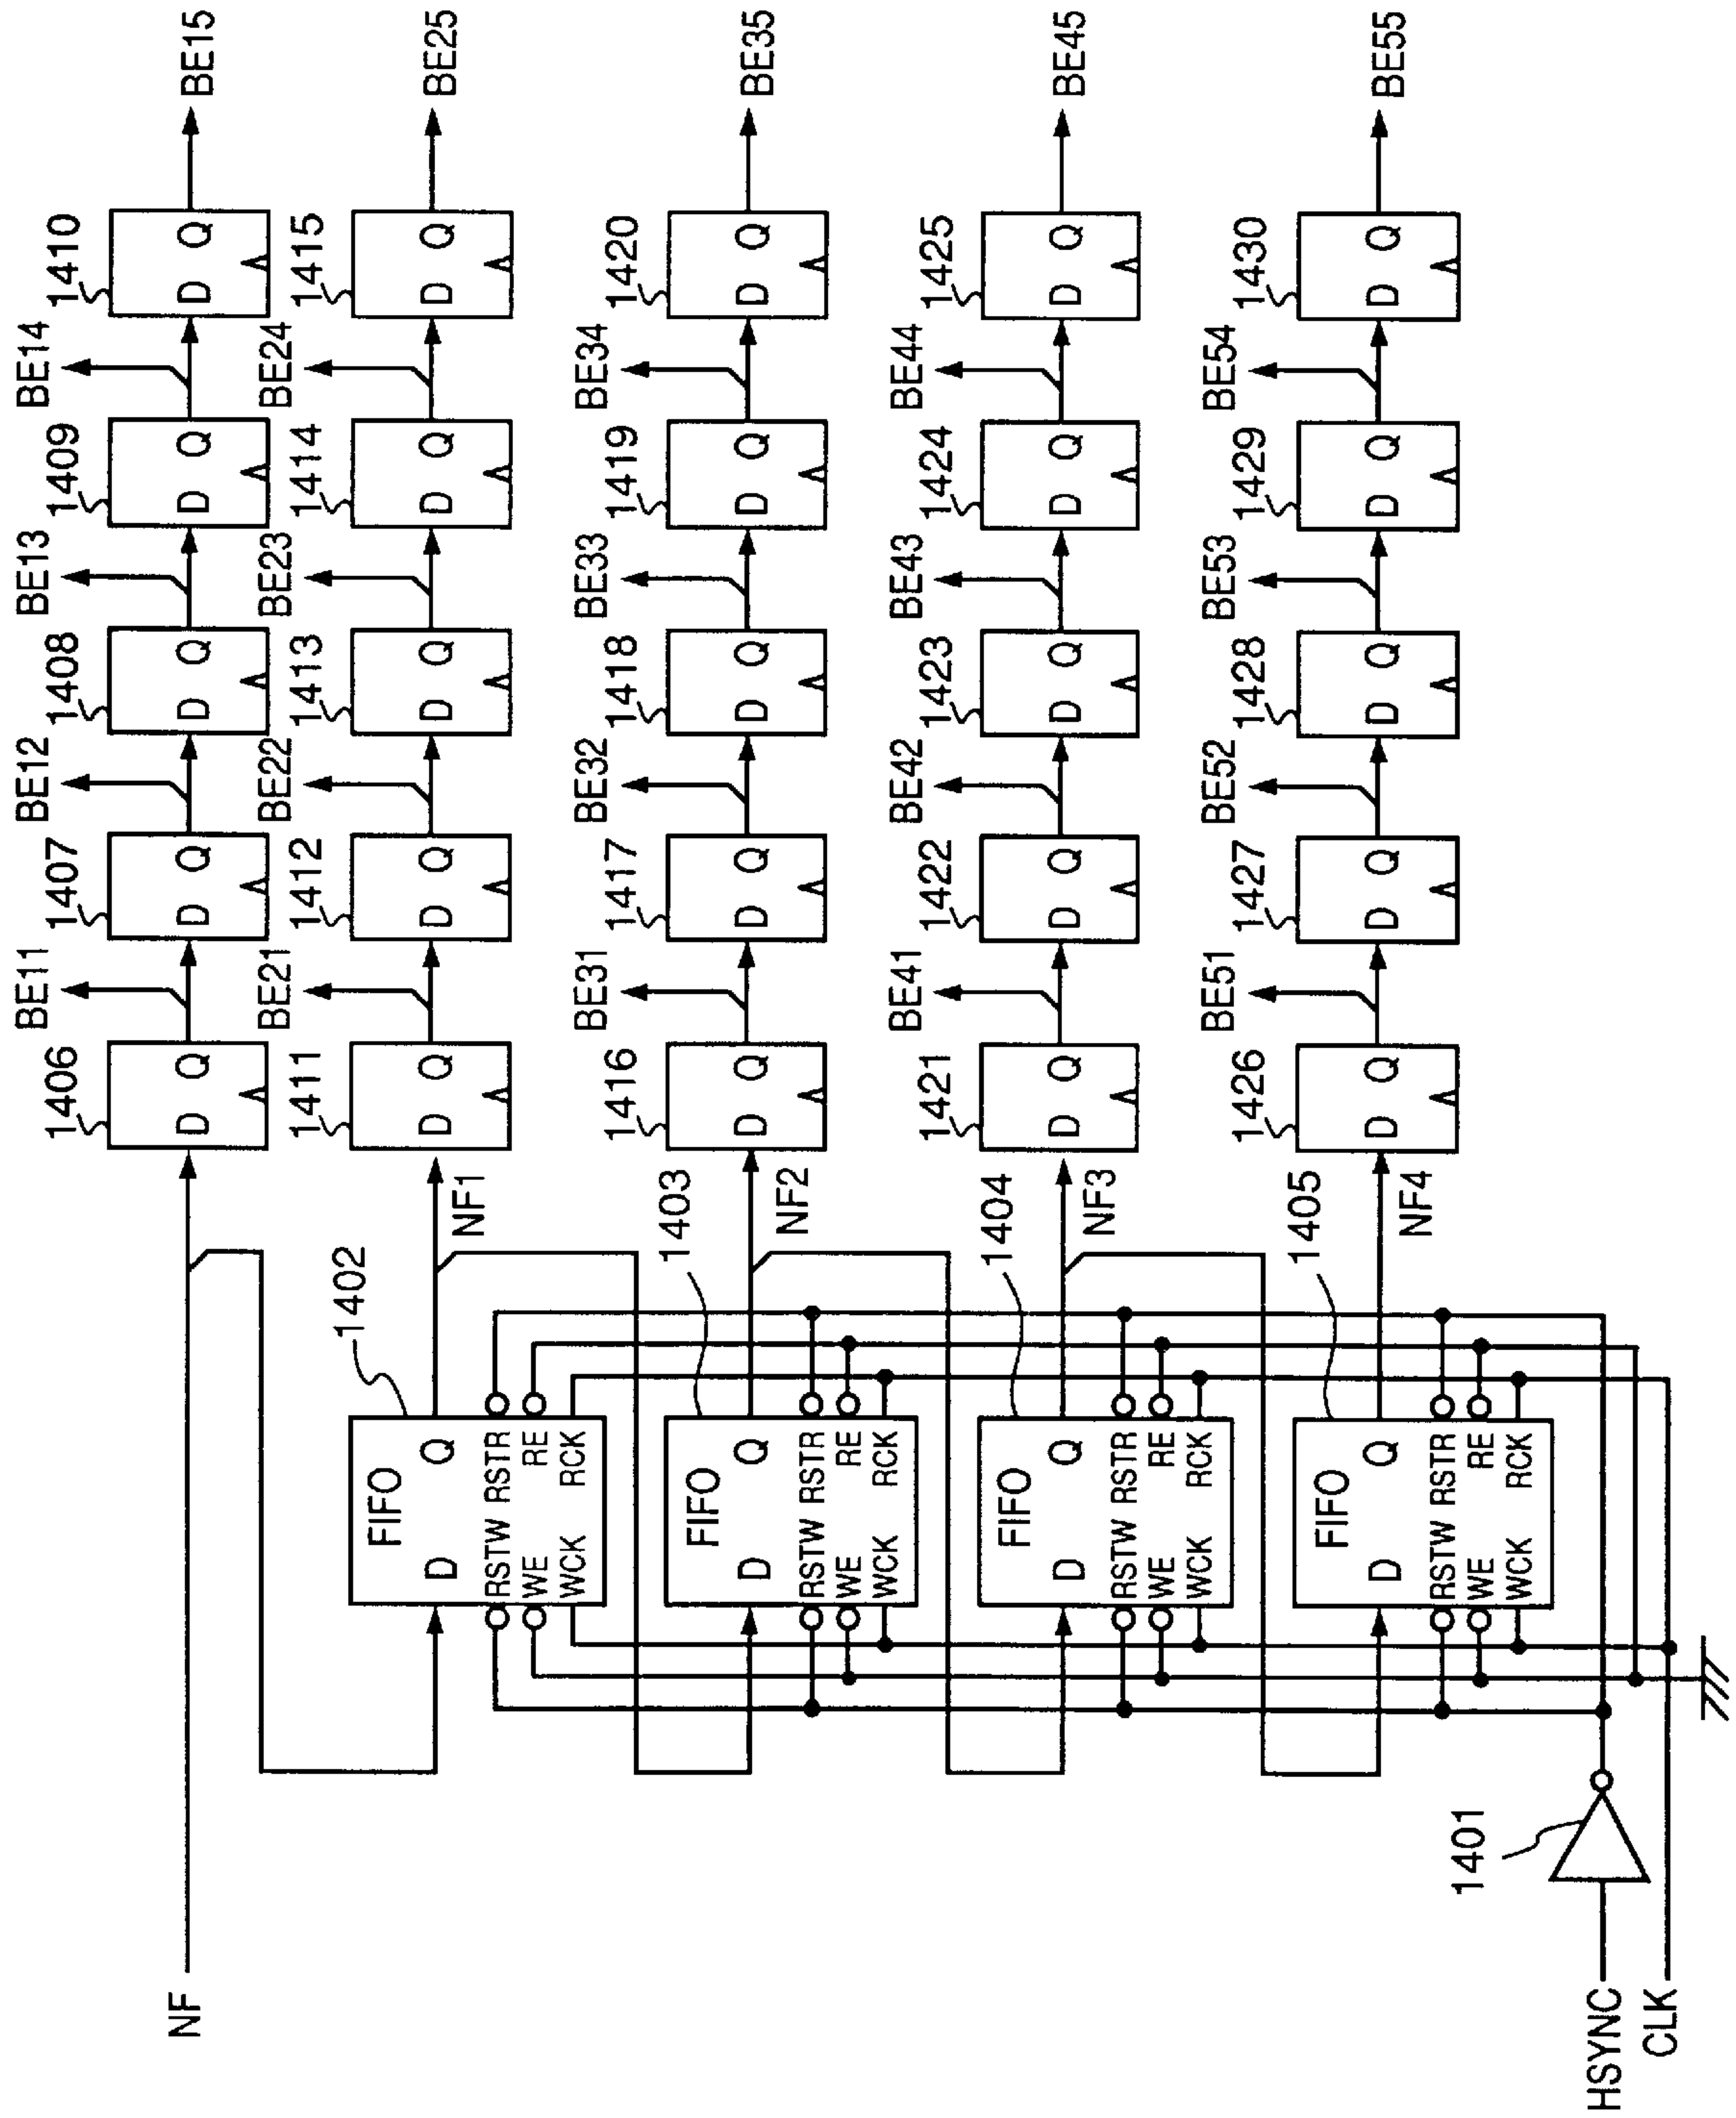 BE14
BE13
BE12
BE11
1410
1409
1408
1407
1406
D Q
D Q
D Q
D Q
D Q
BE15
NF
BE24
BE23
BE22
BE21
1415
1414
1413
1412
1411
D Q
D Q
D Q
D Q
D Q
BE25
NF1
1402
FIFO
D Q
RSTW RSTR
WE RE
WCK RCK
BE34
BE33
BE32
BE31
1420
1419
1418
1417
1416
D Q
D Q
D Q
D Q
D Q
BE35
NF2
1403
FIFO
D Q
RSTW RSTR
WE RE
WCK RCK
BE44
BE43
BE42
BE41
1425
1424
1423
1422
1421
D Q
D Q
D Q
D Q
D Q
BE45
NF3
1404
FIFO
D Q
RSTW RSTR
WE RE
WCK RCK
BE54
BE53
BE52
BE51
1430
1429
1428
1427
1426
D Q
D Q
D Q
D Q
D Q
BE55
NF4
1405
FIFO
D Q
RSTW RSTR
WE RE
WCK RCK
1401
HSYNC
CLK